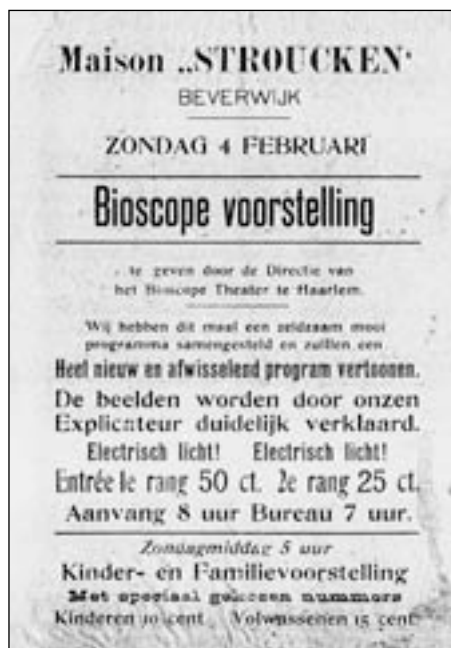 Maison „STROUCKEN‘
BEVERWIJK
ZONDAG 4 FEBRUARI
Bioscope voorstelling
te geven door de Directie van
het Bioscope Theater te Haarlem.
Wij hebben dit maal een zeldzaam mooi
programma samengesteld en zullen een
Heel nieuw en afwisselend program vertoonen.
De beelden worden door onzen
Explicateur duidelijk verklaard.
Electrisch licht! Electrisch licht!
Entrée 1e rang 50 ct. 2e rang 25 ct.
Aanvang 8 uur Bureau 7 uur.
Zondagmiddag 5 uur
Kinder- en Familievoorstelling
Met speciaal gekozen nummers
Kinderen 10 cent Volwassenen 15 cent